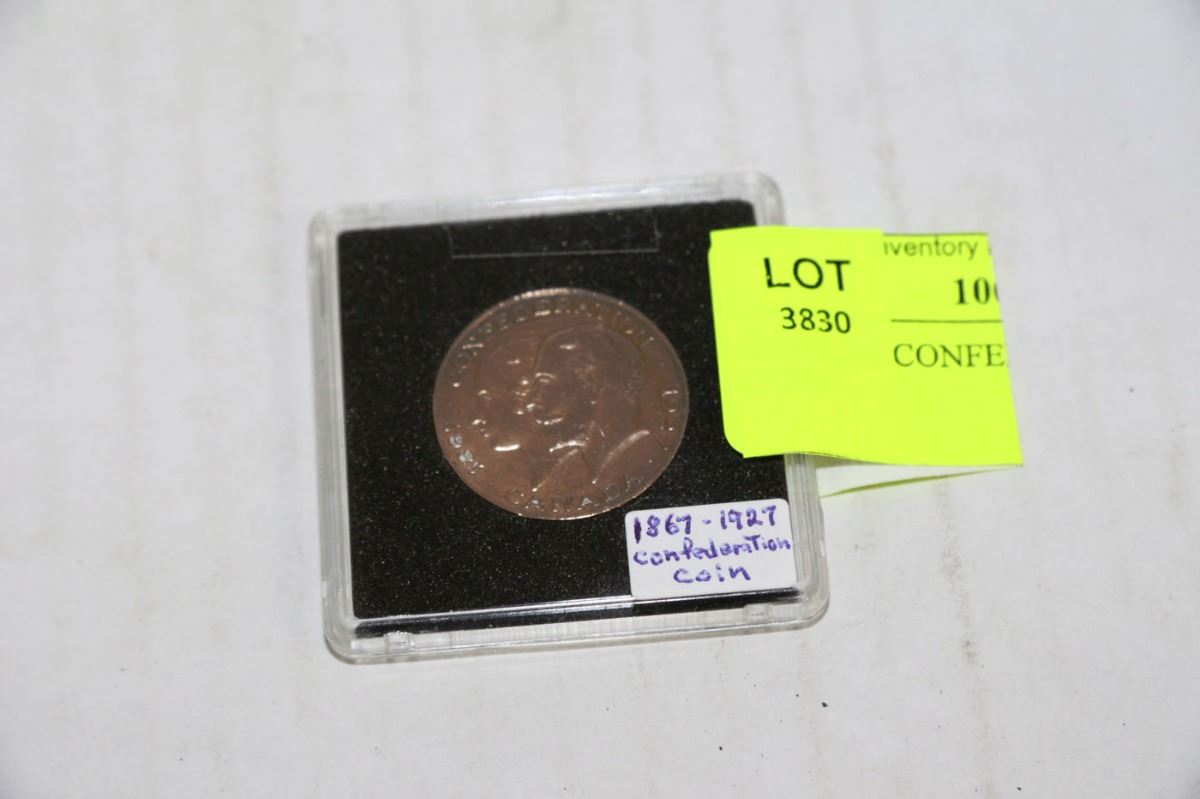 CONFEDERATION
CANADA
LOT
3830
nventory
10
CONFE
1867-1927
Confederation
Coin